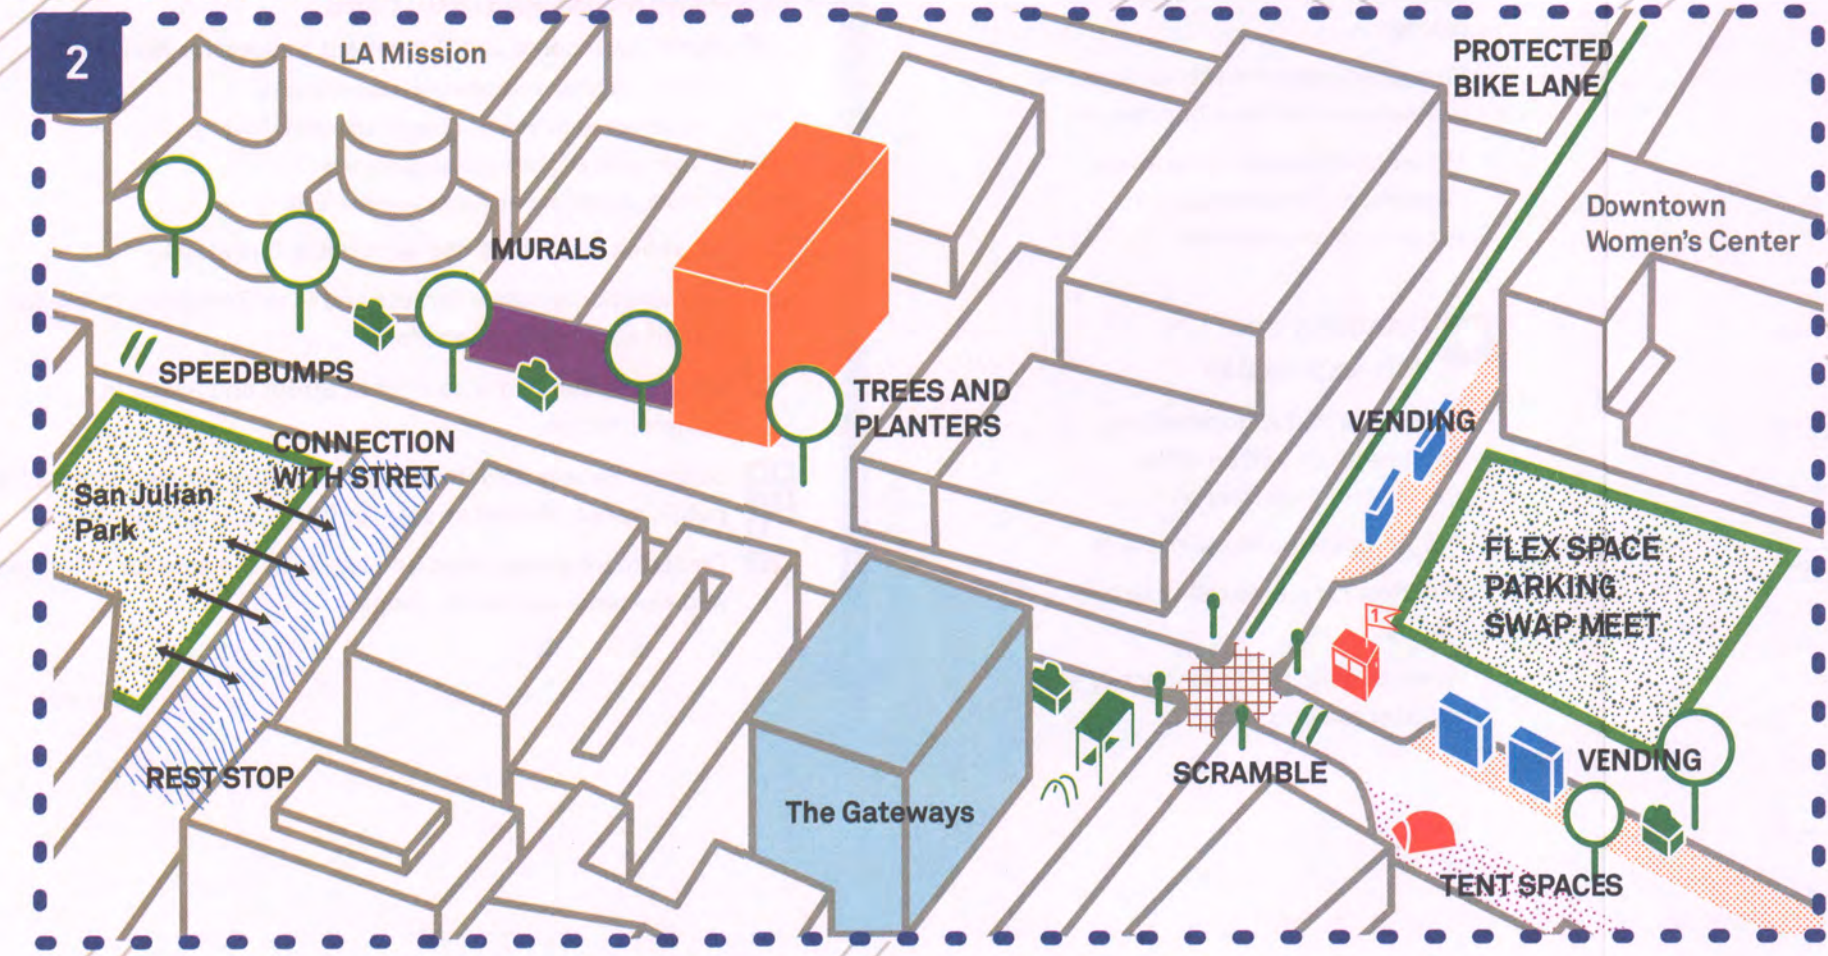 2
LA Mission
PROTECTED
BIKE LANE
Downtown
Women's Center
MURALS
SPEEDBUMPS
TREES AND
PLANTERS
VENDING
CONNECTION
WITH STRET
San Julian
Park
FLEX SPACE
PARKING
SWAP MEET
1
REST STOP
The Gateways
SCRAMBLE
VENDING
TENT SPACES